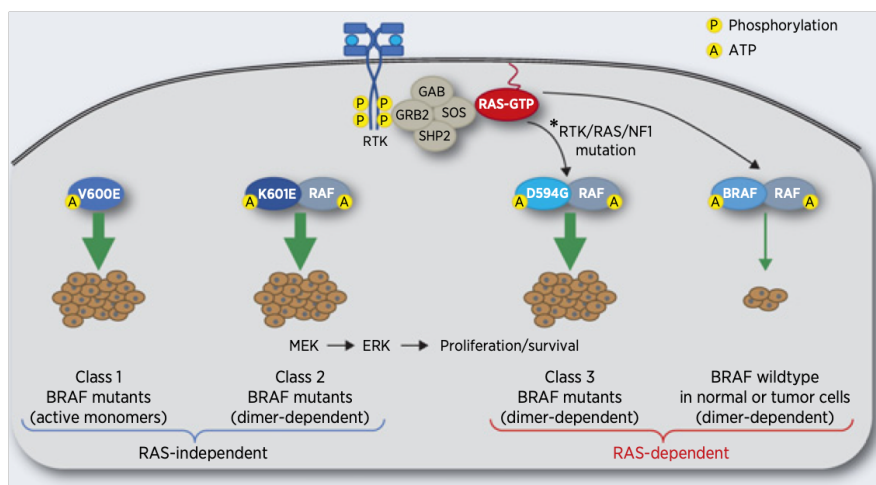 P Phosphorylation
A ATP
GAB
GRB2
SOS
SHP2
RAS-GTP
P P
P P
RTK
*RTK/RAS/NF1
mutation
A V600E
A K601E RAF A
A D594G RAF A
A BRAF RAF A
MEK → ERK → Proliferation/survival
Class 1
BRAF mutants
(active monomers)
Class 2
BRAF mutants
(dimer-dependent)
Class 3
BRAF mutants
(dimer-dependent)
BRAF wildtype
in normal or tumor cells
(dimer-dependent)
RAS-independent
RAS-dependent